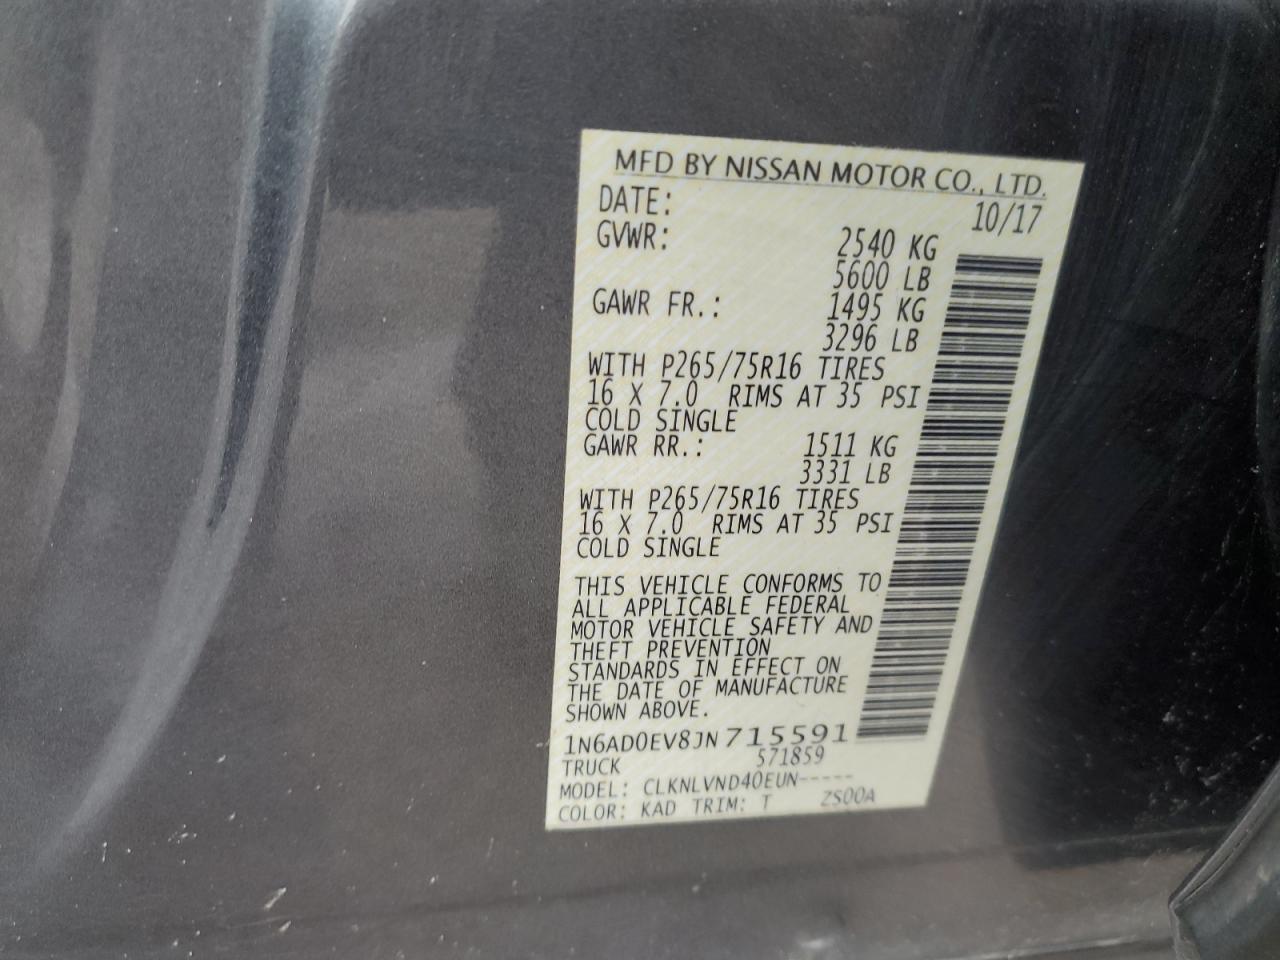 MFD BY NISSAN MOTOR CO., LTD.
DATE: 10/17
GVWR: 2540 KG
5600 LB
GAWR FR.: 1495 KG
3296 LB
WITH P265/75R16 TIRES
16 X 7.0 RIMS AT 35 PSI
COLD SINGLE
GAWR RR.: 1511 KG
3331 LB
WITH P265/75R16 TIRES
16 X 7.0 RIMS AT 35 PSI
COLD SINGLE
THIS VEHICLE CONFORMS TO
ALL APPLICABLE FEDERAL
MOTOR VEHICLE SAFETY AND
THEFT PREVENTION
STANDARDS IN EFFECT ON
THE DATE OF MANUFACTURE
SHOWN ABOVE.
1N6AD0EV8JN715591
TRUCK 571859
MODEL: CLKNLVND40EUN-----
COLOR: KAD TRIM: T ZS00A